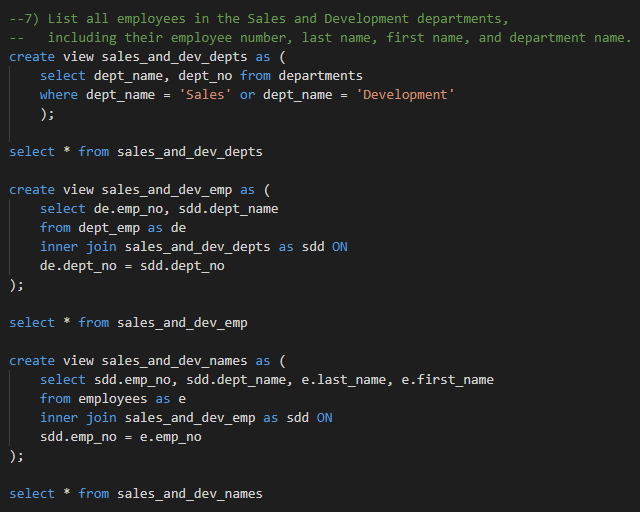 --7) List all employees in the Sales and Development departments,
--   including their employee number, last name, first name, and department name.
create view sales_and_dev_depts as (
    select dept_name, dept_no from departments
    where dept_name = 'Sales' or dept_name = 'Development'
    );
select * from sales_and_dev_depts
create view sales_and_dev_emp as (
    select de.emp_no, sdd.dept_name
    from dept_emp as de
    inner join sales_and_dev_depts as sdd ON
    de.dept_no = sdd.dept_no
);
select * from sales_and_dev_emp
create view sales_and_dev_names as (
    select sdd.emp_no, sdd.dept_name, e.last_name, e.first_name
    from employees as e
    inner join sales_and_dev_emp as sdd ON
    sdd.emp_no = e.emp_no
);
select * from sales_and_dev_names